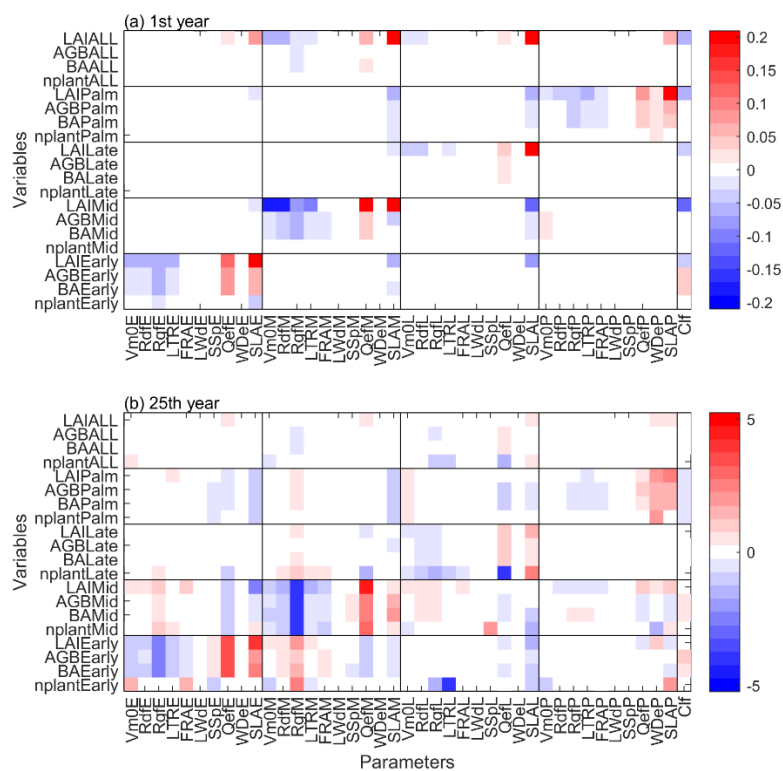 (a) 1st year
Variables
LAIALL
AGBALL
BAALL
nplantALL
LAIPalm
AGBPalm
BAPalm
nplantPalm
LAILate
AGBLate
BALate
nplantLate
LAIMid
AGBMid
BAMid
nplantMid
LAIEarly
AGBEarly
BAEarly
nplantEarly
Vm0E RdfE RgfE LTRE FRAE LWdE SSpE QefE WDeE SLAE Vm0M RdfM RgfM LTRM FRAM LWdM SSpM QefM WDeM SLAM Vm0L RdfL RgfL LTRL FRAL LWdL SSpL QefL WDeL SLAL Vm0P RdfP RgfP LTRP FRAP LWdP SSpP QefP WDeP SLAP Clf
0.2
0.15
0.1
0.05
0
-0.05
-0.1
-0.15
-0.2
(b) 25th year
Variables
LAIALL
AGBALL
BAALL
nplantALL
LAIPalm
AGBPalm
BAPalm
nplantPalm
LAILate
AGBLate
BALate
nplantLate
LAIMid
AGBMid
BAMid
nplantMid
LAIEarly
AGBEarly
BAEarly
nplantEarly
Vm0E RdfE RgfE LTRE FRAE LWdE SSpE QefE WDeE SLAE Vm0M RdfM RgfM LTRM FRAM LWdM SSpM QefM WDeM SLAM Vm0L RdfL RgfL LTRL FRAL LWdL SSpL QefL WDeL SLAL Vm0P RdfP RgfP LTRP FRAP LWdP SSpP QefP WDeP SLAP Clf
5
0
-5
Parameters